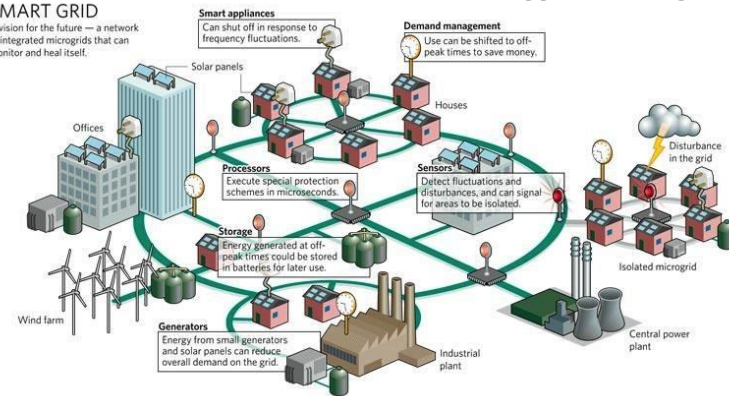 MART GRID
vision for the future — a network
integrated microgrids that can
onitor and heal itself.
Smart appliances
Can shut off in response to
frequency fluctuations.
Demand management
Use can be shifted to off-
peak times to save money.
Solar panels
Houses
Offices
Disturbance
in the grid
Processors
Execute special protection
schemes in microseconds.
Sensors
Detect fluctuations and
disturbances, and can signal
for areas to be isolated.
Storage
Energy generated at off-
peak times could be stored
in batteries for later use.
Isolated microgrid
Wind farm
Generators
Energy from small generators
and solar panels can reduce
overall demand on the grid.
Industrial
plant
Central power
plant